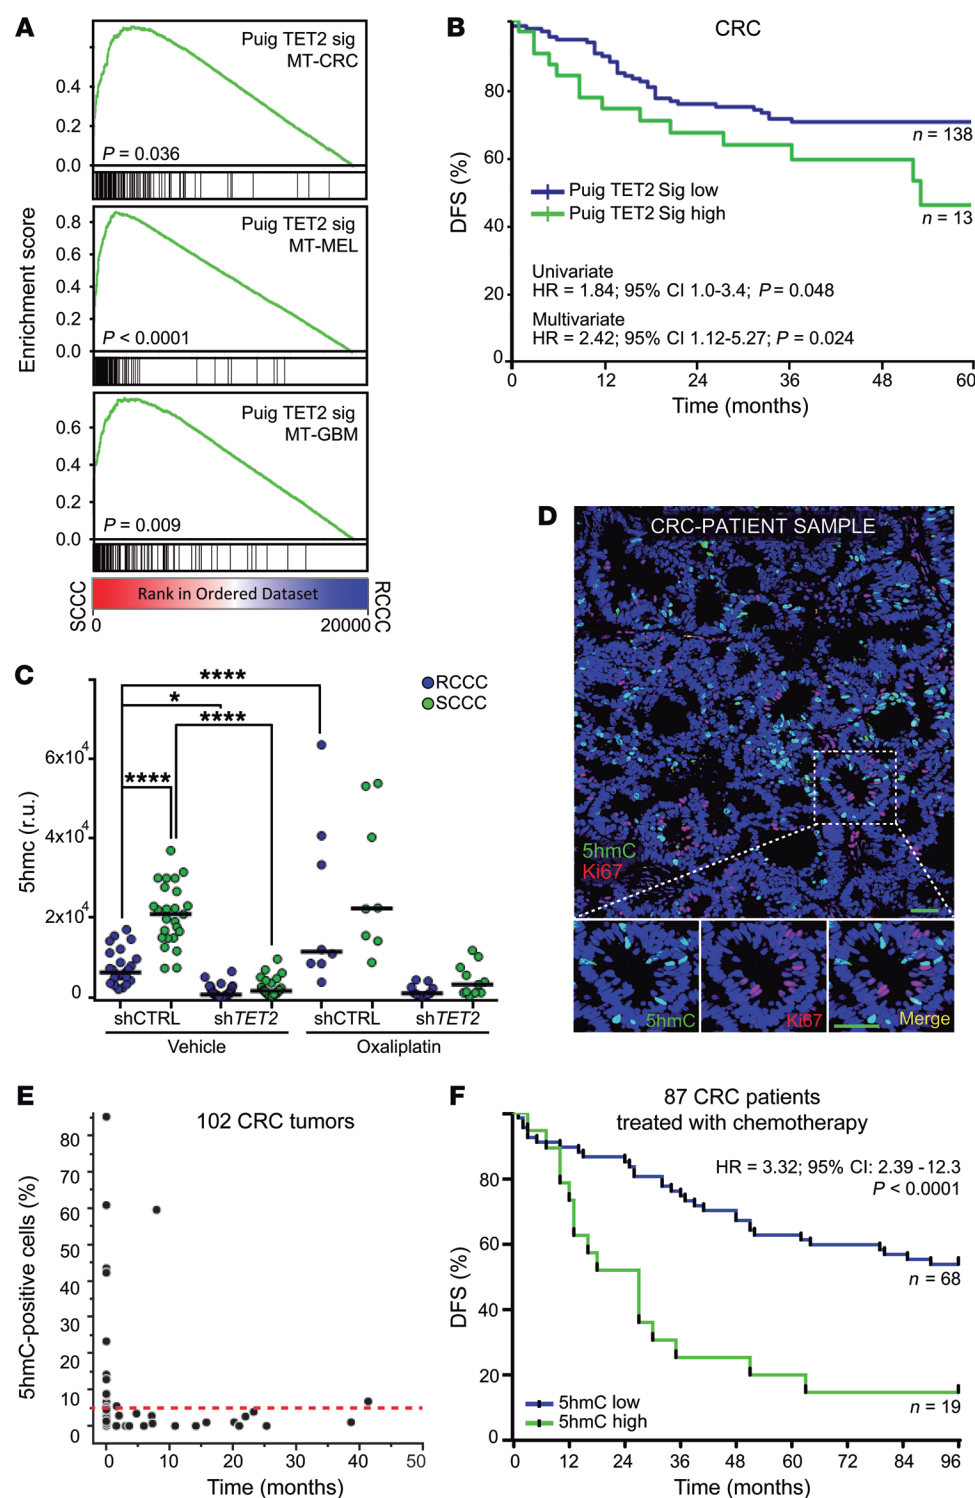 A
Puig TET2 sig
MT-CRC
0.4
0.2
0.0
P = 0.036
Puig TET2 sig
MT-MEL
0.8
0.6
0.4
0.2
0.0
P < 0.0001
Puig TET2 sig
MT-GBM
0.6
0.4
0.2
0.0
P = 0.009
Enrichment score
SCCC
Rank in Ordered Dataset
RCCC
0
20000
B
CRC
80
60
40
20
0
DFS (%)
n = 138
n = 13
Puig TET2 Sig low
Puig TET2 Sig high
Univariate
HR = 1.84; 95% CI 1.0-3.4; P = 0.048
Multivariate
HR = 2.42; 95% CI 1.12-5.27; P = 0.024
0 12 24 36 48 60
Time (months)
C
****
*
****
****
RCCC
SCCC
6x10⁴
4x10⁴
2x10⁴
0
5hmc (r.u.)
shCTRL shTET2 shCTRL shTET2
Vehicle Oxaliplatin
D
CRC-PATIENT SAMPLE
5hmC
Ki67
5hmC Ki67 Merge
E
102 CRC tumors
80
70
60
50
40
30
20
10
0
5hmC-positive cells (%)
0 10 20 30 40 50
Time (months)
F
87 CRC patients
treated with chemotherapy
HR = 3.32; 95% CI: 2.39 - 12.3
P < 0.0001
80
60
40
20
0
DFS (%)
n = 68
n = 19
5hmC low
5hmC high
0 12 24 36 48 60 72 84 96
Time (months)